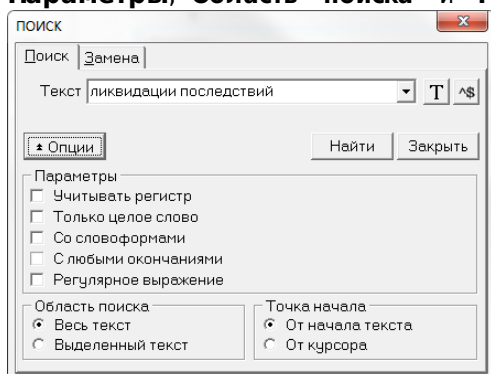 Параметры, Область поиска и
ПОИСК
Поиск Замена
Текст ликвидации последствий T ^$
Опции Найти Закрыть
Параметры
Учитывать регистр
Только целое слово
Со словоформами
С любыми окончаниями
Регулярное выражение
Область поиска Точка начала
Весь текст От начала текста
Выделенный текст От курсора